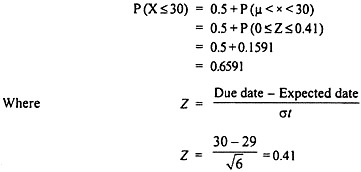 P(X ≤ 30) = 0.5 + P(μ < × < 30)
= 0.5 + P(0 ≤ Z ≤ 0.41)
= 0.5 + 0.1591
= 0.6591
Where Z = Due date – Expected date / σt
Z = 30 – 29 / √6 = 0.41